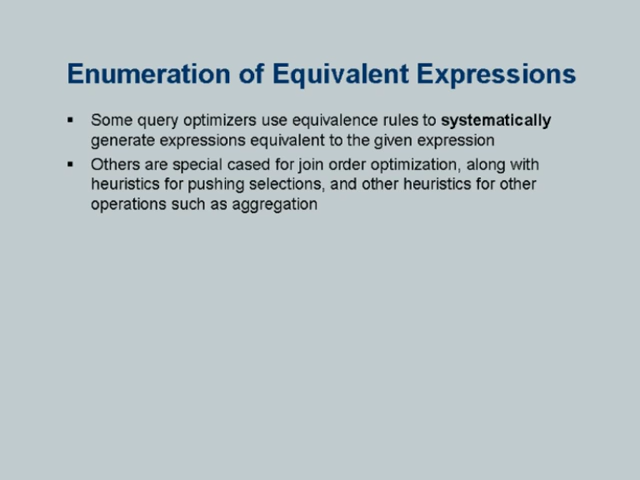 Enumeration of Equivalent Expressions
▪ Some query optimizers use equivalence rules to systematically
generate expressions equivalent to the given expression
▪ Others are special cased for join order optimization, along with
heuristics for pushing selections, and other heuristics for other
operations such as aggregation